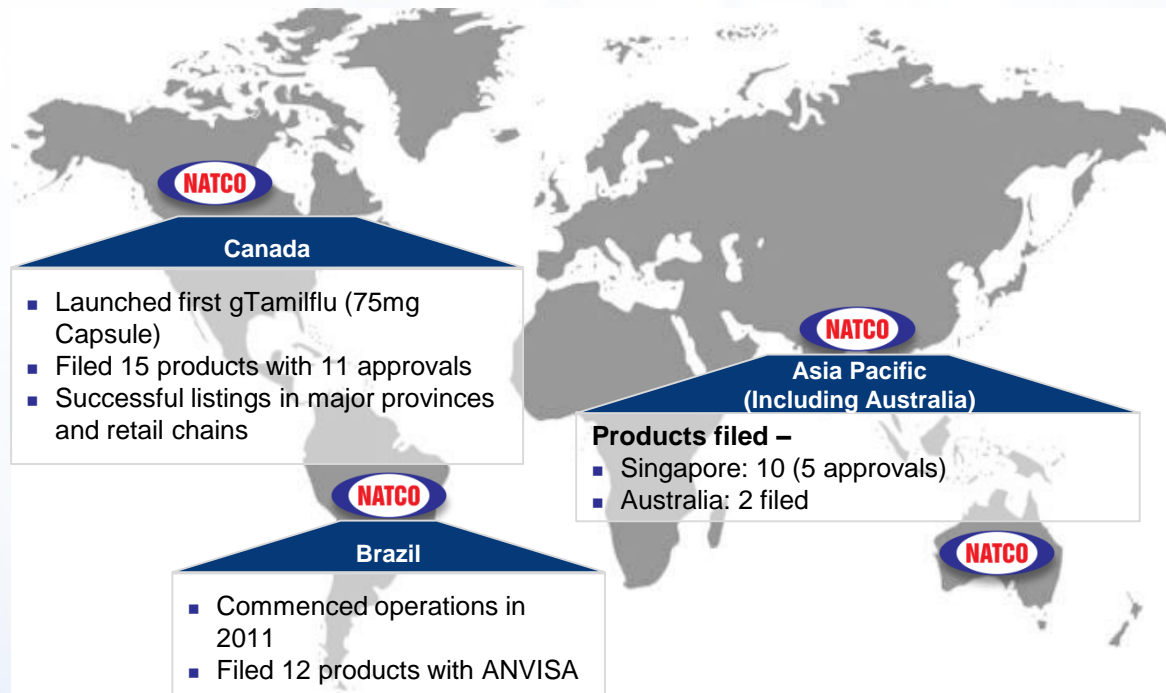 NATCO
Canada
▪ Launched first gTamilflu (75mg
Capsule)
▪ Filed 15 products with 11 approvals
▪ Successful listings in major provinces
and retail chains
NATCO
Asia Pacific
(Including Australia)
Products filed –
▪ Singapore: 10 (5 approvals)
▪ Australia: 2 filed
NATCO
Brazil
▪ Commenced operations in
2011
▪ Filed 12 products with ANVISA
NATCO